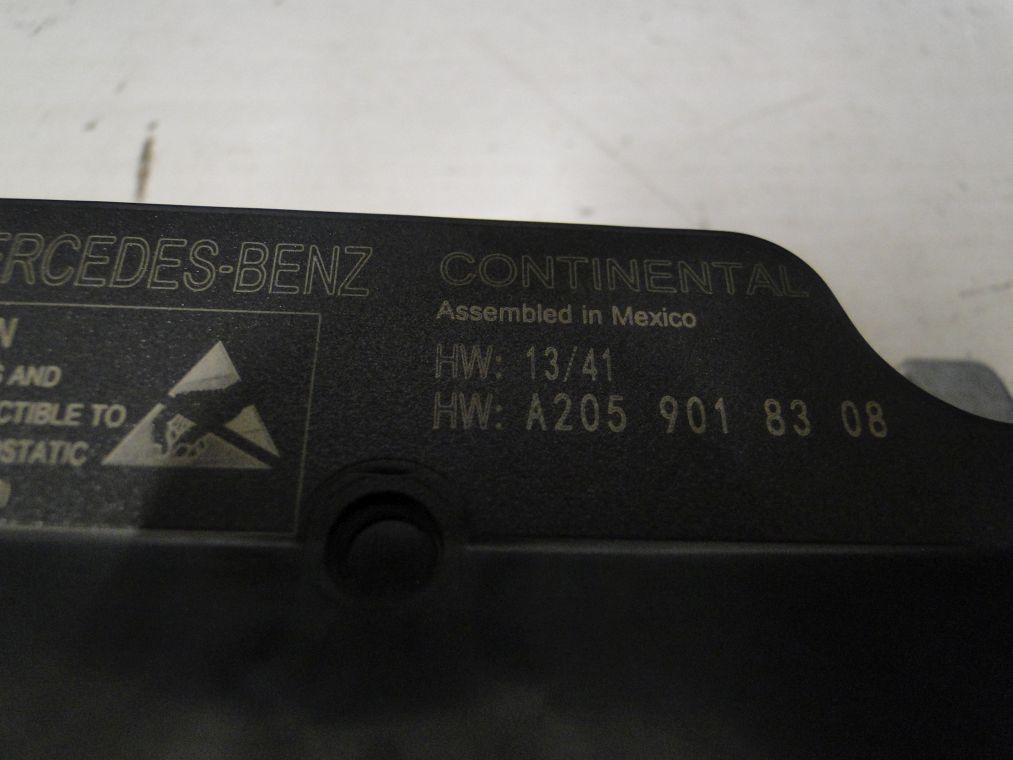 ERCEDES-BENZ
N
S AND
CTIBLE TO
STATIC
CONTINENTAL
Assembled in Mexico
HW: 13/41
HW: A205 901 83 08